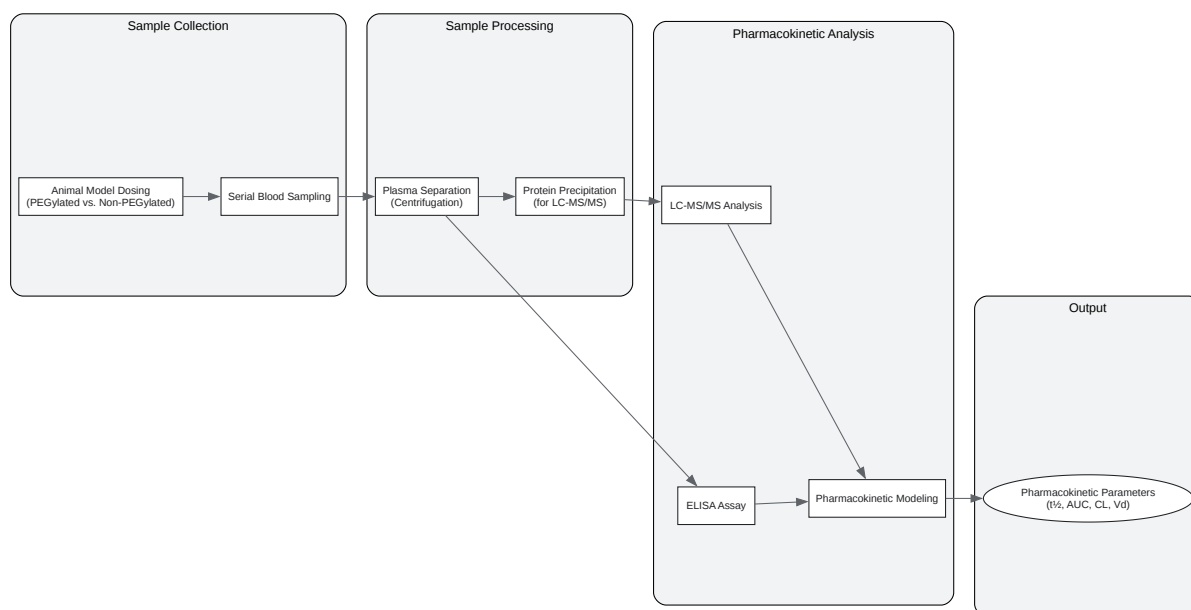 Sample Collection
Sample Processing
Pharmacokinetic Analysis
Animal Model Dosing
(PEGylated vs. Non-PEGylated)
Serial Blood Sampling
Plasma Separation
(Centrifugation)
Protein Precipitation
(for LC-MS/MS)
LC-MS/MS Analysis
Output
ELISA Assay
Pharmacokinetic Modeling
Pharmacokinetic Parameters
(t½, AUC, CL, Vd)